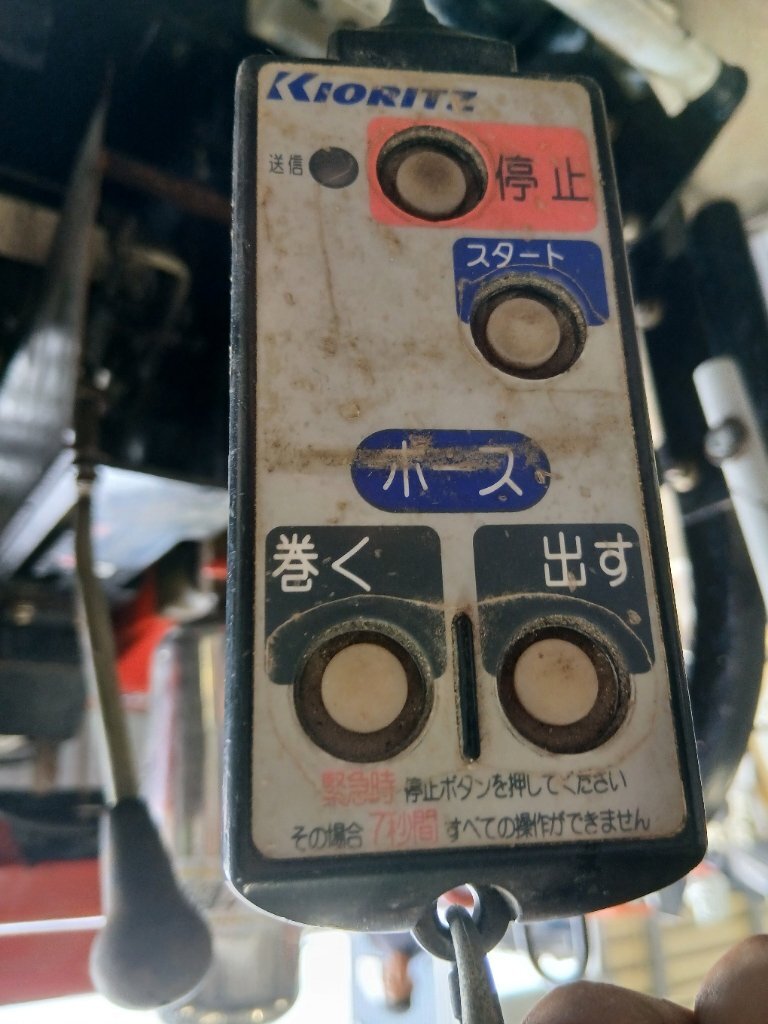 KIORITZ
送信
停止
スタート
ホース
巻く
出す
緊急時 停止ボタンを押してください
その場合 7秒間 すべての操作ができません